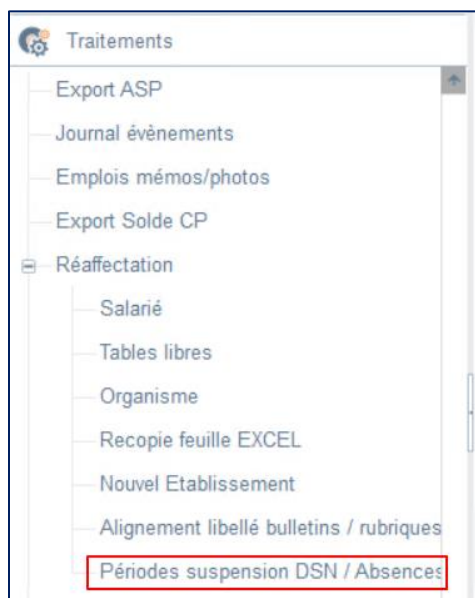 Traitements
Export ASP
Journal évènements
Emplois mémos/photos
Export Solde CP
Réaffectation
Salarié
Tables libres
Organisme
Recopie feuille EXCEL
Nouvel Etablissement
Alignement libellé bulletins / rubriques
Périodes suspension DSN / Absences